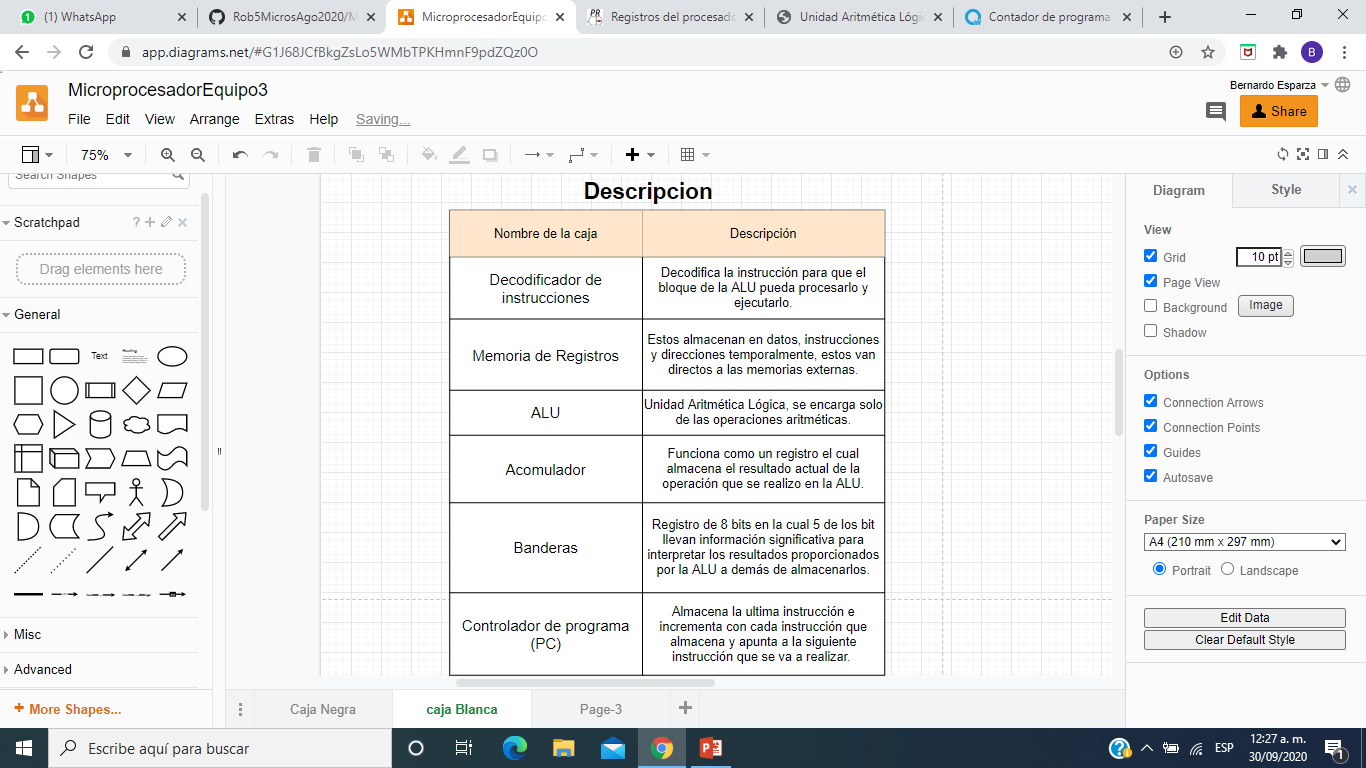 (1) WhatsApp
Rob5MicrosAgo2020/M
MicroprocesadorEquipo
Registros del procesado
Unidad Aritmética Lógi
Contador de programa
app.diagrams.net/#G1J68JCfBkgZsLo5WMbTPKHmnF9pdZQz0O
B
MicroprocesadorEquipo3
Bernardo Esparza
File Edit View Arrange Extras Help Saving...
Share
75%
Search Shapes
Scratchpad
Drag elements here
General
Text
Heading
Misc
Advanced
+ More Shapes...
Descripcion
Nombre de la caja
Descripción
Decodificador de
instrucciones
Decodifica la instrucción para que el
bloque de la ALU pueda procesarlo y
ejecutarlo.
Memoria de Registros
Estos almacenan en datos, instrucciones
y direcciones temporalmente, estos van
directos a las memorias externas.
ALU
Unidad Aritmética Lógica, se encarga solo
de las operaciones aritméticas.
Acomulador
Funciona como un registro el cual
almacena el resultado actual de la
operación que se realizo en la ALU.
Banderas
Registro de 8 bits en la cual 5 de los bit
llevan información significativa para
interpretar los resultados proporcionados
por la ALU a demás de almacenarlos.
Controlador de programa
(PC)
Almacena la ultima instrucción e
incrementa con cada instrucción que
almacena y apunta a la siguiente
instrucción que se va a realizar.
Caja Negra
caja Blanca
Page-3
Diagram
Style
View
Grid
10 pt
Page View
Background
Image
Shadow
Options
Connection Arrows
Connection Points
Guides
Autosave
Paper Size
A4 (210 mm x 297 mm)
Portrait
Landscape
Edit Data
Clear Default Style
Escribe aquí para buscar
ESP
12:27 a. m.
30/09/2020
1